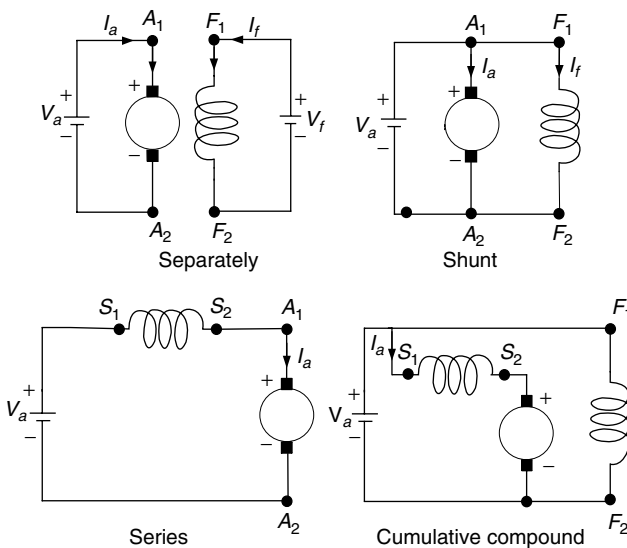 I_a A_1 F_1 I_f
+ + +
V_a V_f
− − −
A_2 F_2
Separately
A_1 F_1
I_a I_f
+ +
V_a
− −
A_2 F_2
Shunt
S_1 S_2 A_1
I_a
+ +
V_a
− −
A_2
Series
I_a S_1 S_2
+ +
V_a
− −
F_2
Cumulative compound